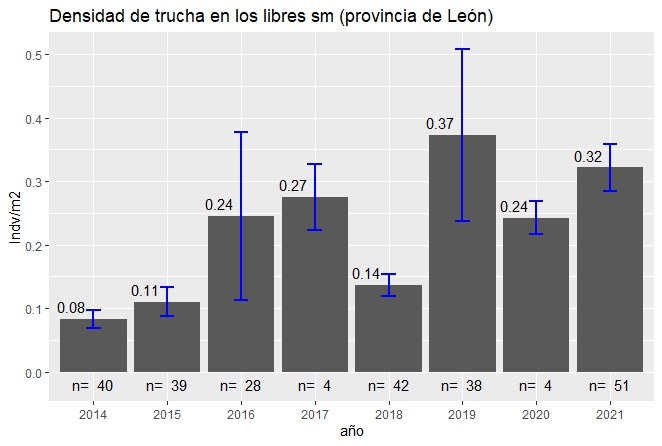 Densidad de trucha en los libres sm (provincia de León)
0.5
0.4
0.3
0.2
0.1
0.0
Indv/m2
0.08
0.11
0.24
0.27
0.14
0.37
0.24
0.32
n= 40
n= 39
n= 28
n= 4
n= 42
n= 38
n= 4
n= 51
2014
2015
2016
2017
2018
2019
2020
2021
año